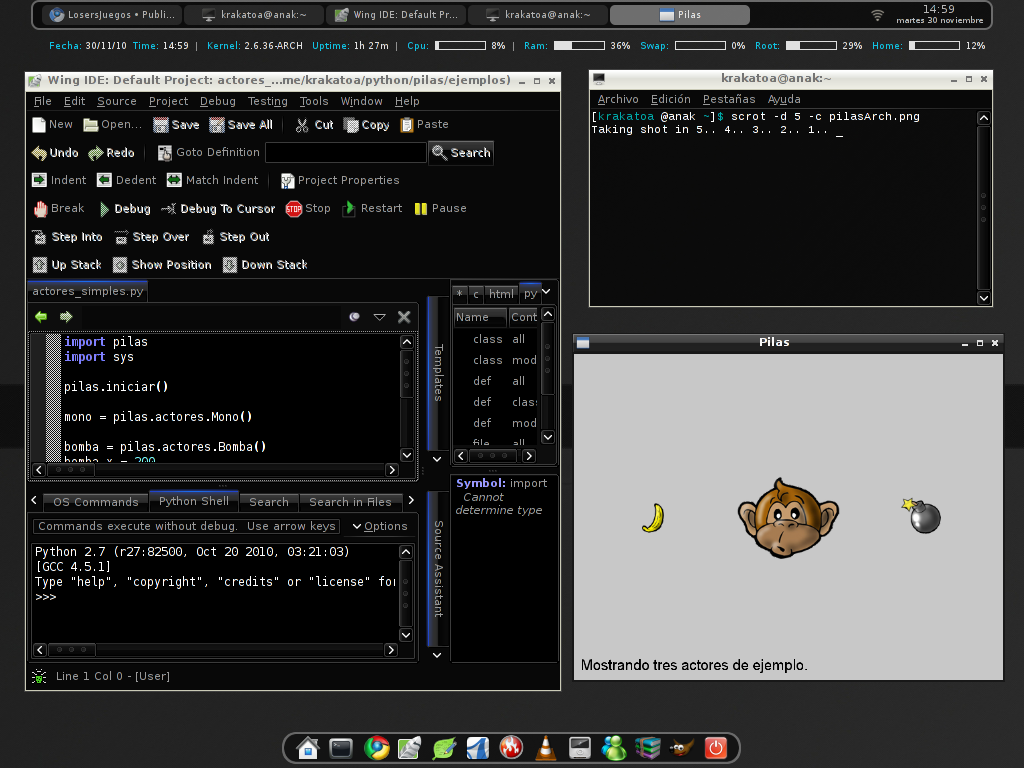 LosersJuegos • Publi...
krakatoa@anak:~
Wing IDE: Default Pr...
krakatoa@anak:~
Pilas
14:59
martes 30 noviembre
Fecha: 30/11/10 Time: 14:59 | Kernel: 2.6.36-ARCH Uptime: 1h 27m | Cpu: 8% | Ram: 36% Swap: 0% Root: 29% Home: 12%
Wing IDE: Default Project: actores_...me/krakatoa/python/pilas/ejemplos)
File Edit Source Project Debug Testing Tools Window Help
New Open... Save Save All Cut Copy Paste
Undo Redo Goto Definition Search
Indent Dedent Match Indent Project Properties
Break Debug Debug To Cursor STOP Stop Restart Pause
Step Into Step Over Step Out
Up Stack Show Position Down Stack
actores_simples.py
import pilas
import sys
pilas.iniciar()
mono = pilas.actores.Mono()
bomba = pilas.actores.Bomba()
bomba.x = 200
Templates
* c html py
Name Cont
class all
class mod
def all
def clas
def mod
file all
OS Commands Python Shell Search Search in Files
Commands execute without debug. Use arrow keys Options
Python 2.7 (r27:82500, Oct 20 2010, 03:21:03)
[GCC 4.5.1]
Type "help", "copyright", "credits" or "license" for
>>>
Source Assistant
Symbol: import
Cannot
determine type
Line 1 Col 0 - [User]
krakatoa@anak:~
Archivo Edición Pestañas Ayuda
[krakatoa @anak ~]$ scrot -d 5 -c pilasArch.png
Taking shot in 5.. 4.. 3.. 2.. 1.. _
Pilas
Mostrando tres actores de ejemplo.